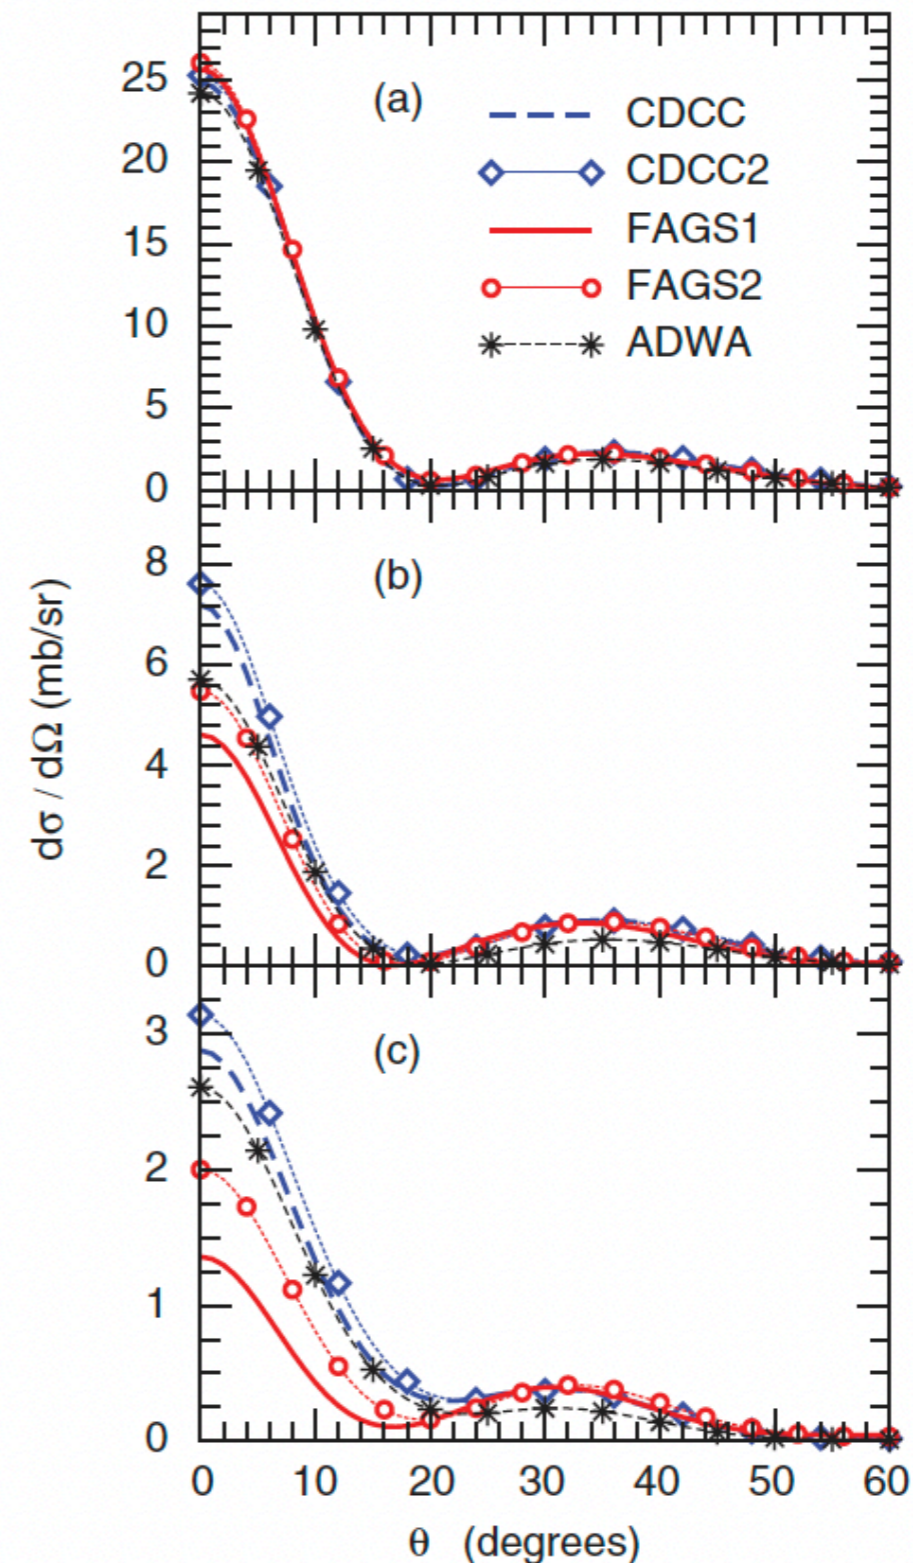 (a)
CDCC
CDCC2
FAGS1
FAGS2
ADWA
25
20
15
10
5
0
(b)
8
6
4
2
0
dσ / dΩ (mb/sr)
(c)
3
2
1
0
0 10 20 30 40 50 60
θ (degrees)